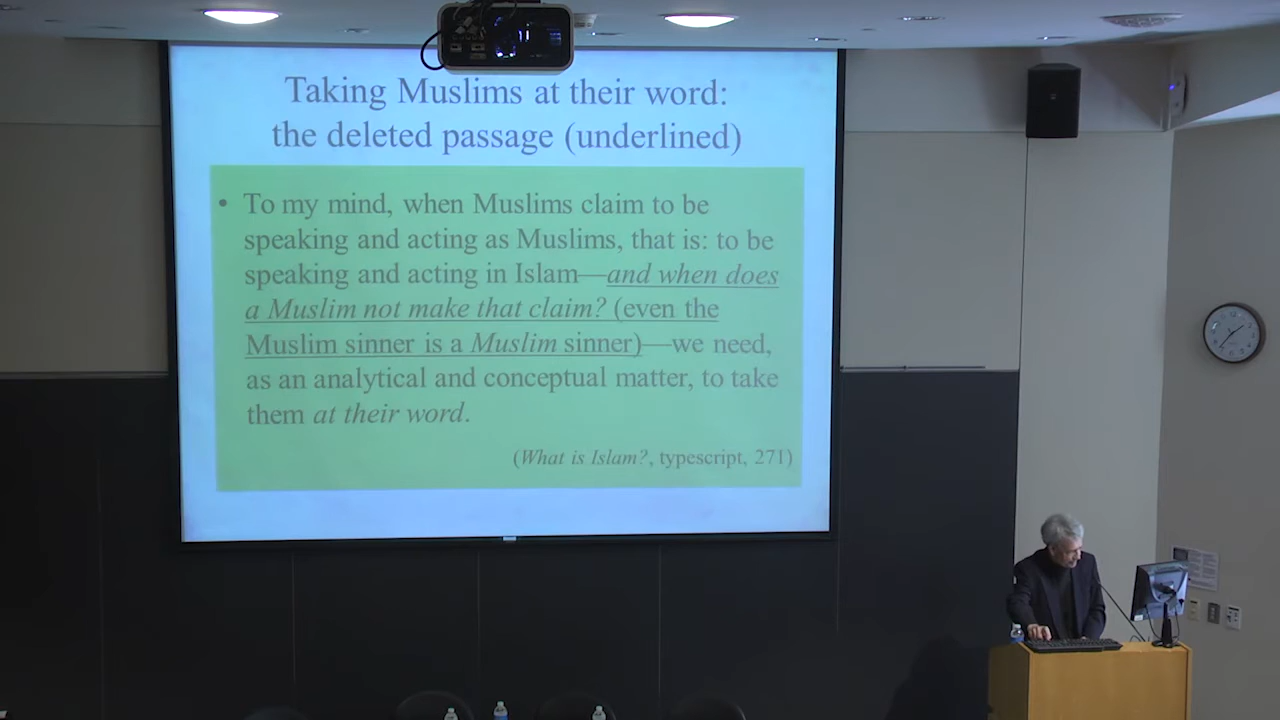 Taking Muslims at their word:
the deleted passage (underlined)
• To my mind, when Muslims claim to be
speaking and acting as Muslims, that is: to be
speaking and acting in Islam—and when does
a Muslim not make that claim? (even the
Muslim sinner is a Muslim sinner)—we need,
as an analytical and conceptual matter, to take
them at their word.
(What is Islam?, typescript, 271)